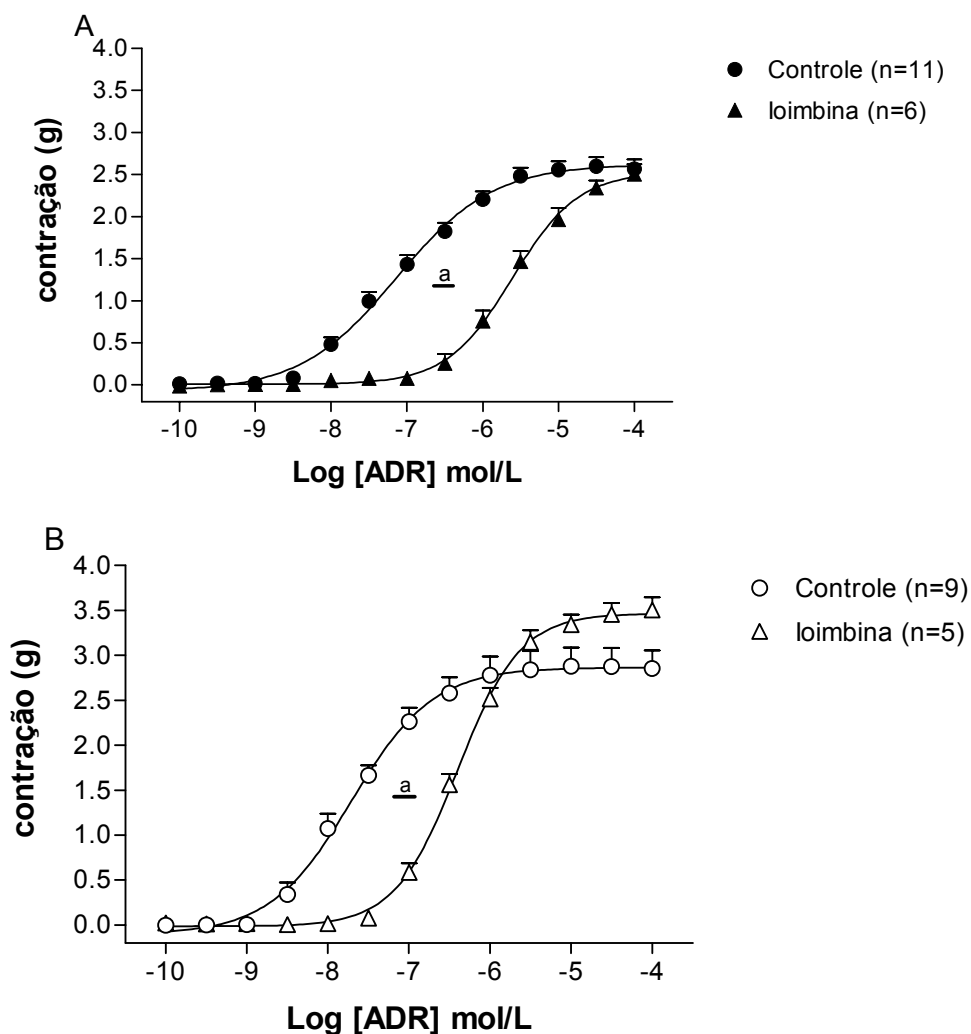 A
4.0
3.5
3.0
2.5
2.0
1.5
1.0
0.5
0.0
contração (g)
a
-10 -9 -8 -7 -6 -5 -4
Log [ADR] mol/L
Controle (n=11)
Ioimbina (n=6)
B
4.0
3.5
3.0
2.5
2.0
1.5
1.0
0.5
0.0
contração (g)
a
-10 -9 -8 -7 -6 -5 -4
Log [ADR] mol/L
Controle (n=9)
Ioimbina (n=5)